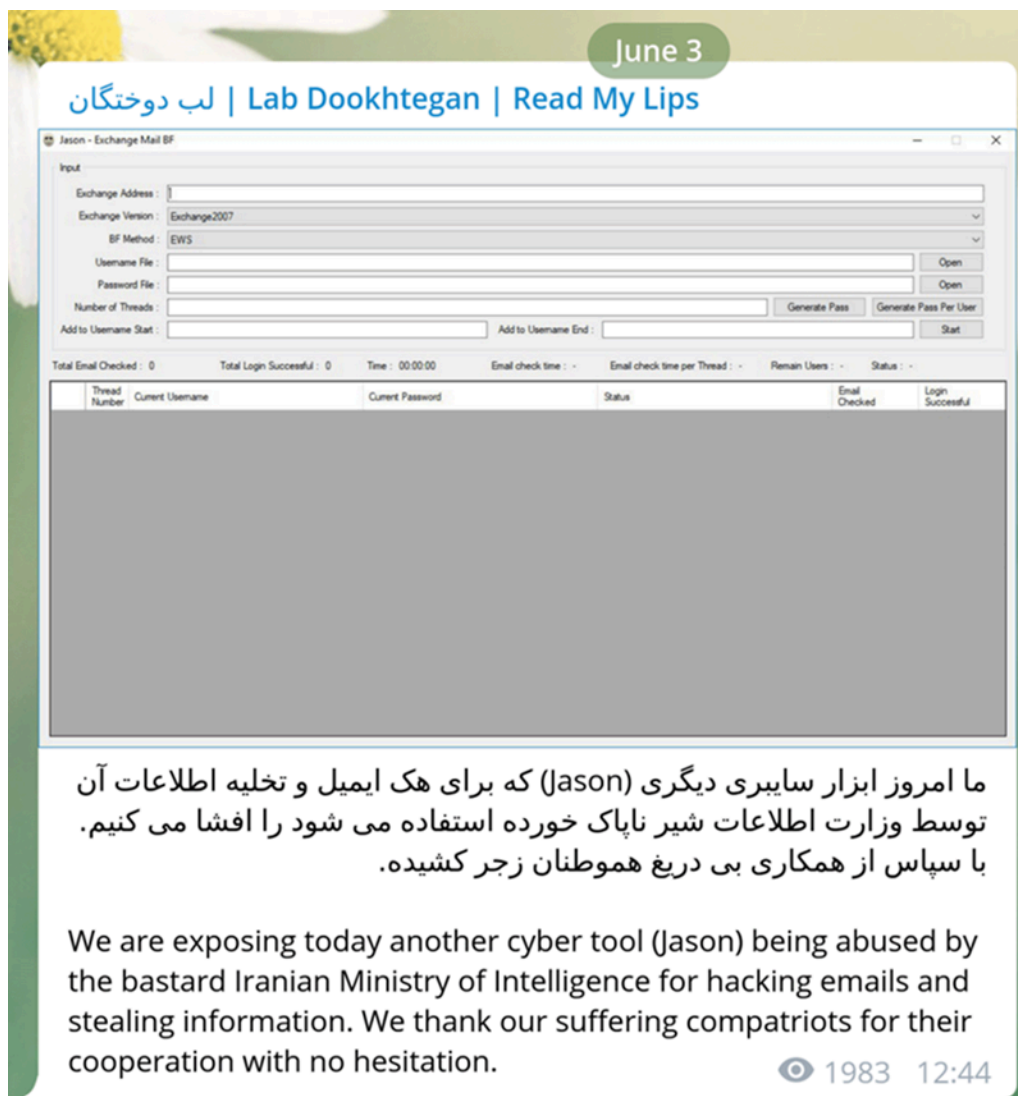 June 3
لب دوختگان | Lab Dookhtegan | Read My Lips
Jason - Exchange Mail BF
Input
Exchange Address :
Exchange Version : Exchange2007
BF Method : EWS
Username File : Open
Password File : Open
Number of Threads : Generate Pass Generate Pass Per User
Add to Username Start : Add to Username End : Start
Total Email Checked : 0 Total Login Successful : 0 Time : 00:00:00 Email check time : - Email check time per Thread : - Remain Users : - Status : -
Thread Number Current Username Current Password Status Email Checked Login Successful
ما امروز ابزار سایبری دیگری (Jason) که برای هک ایمیل و تخلیه اطلاعات آن
توسط وزارت اطلاعات شیر ناپاک خورده استفاده می شود را افشا می کنیم.
با سپاس از همکاری بی دریغ هموطنان زجر کشیده.
We are exposing today another cyber tool (Jason) being abused by
the bastard Iranian Ministry of Intelligence for hacking emails and
stealing information. We thank our suffering compatriots for their
cooperation with no hesitation.
1983 12:44